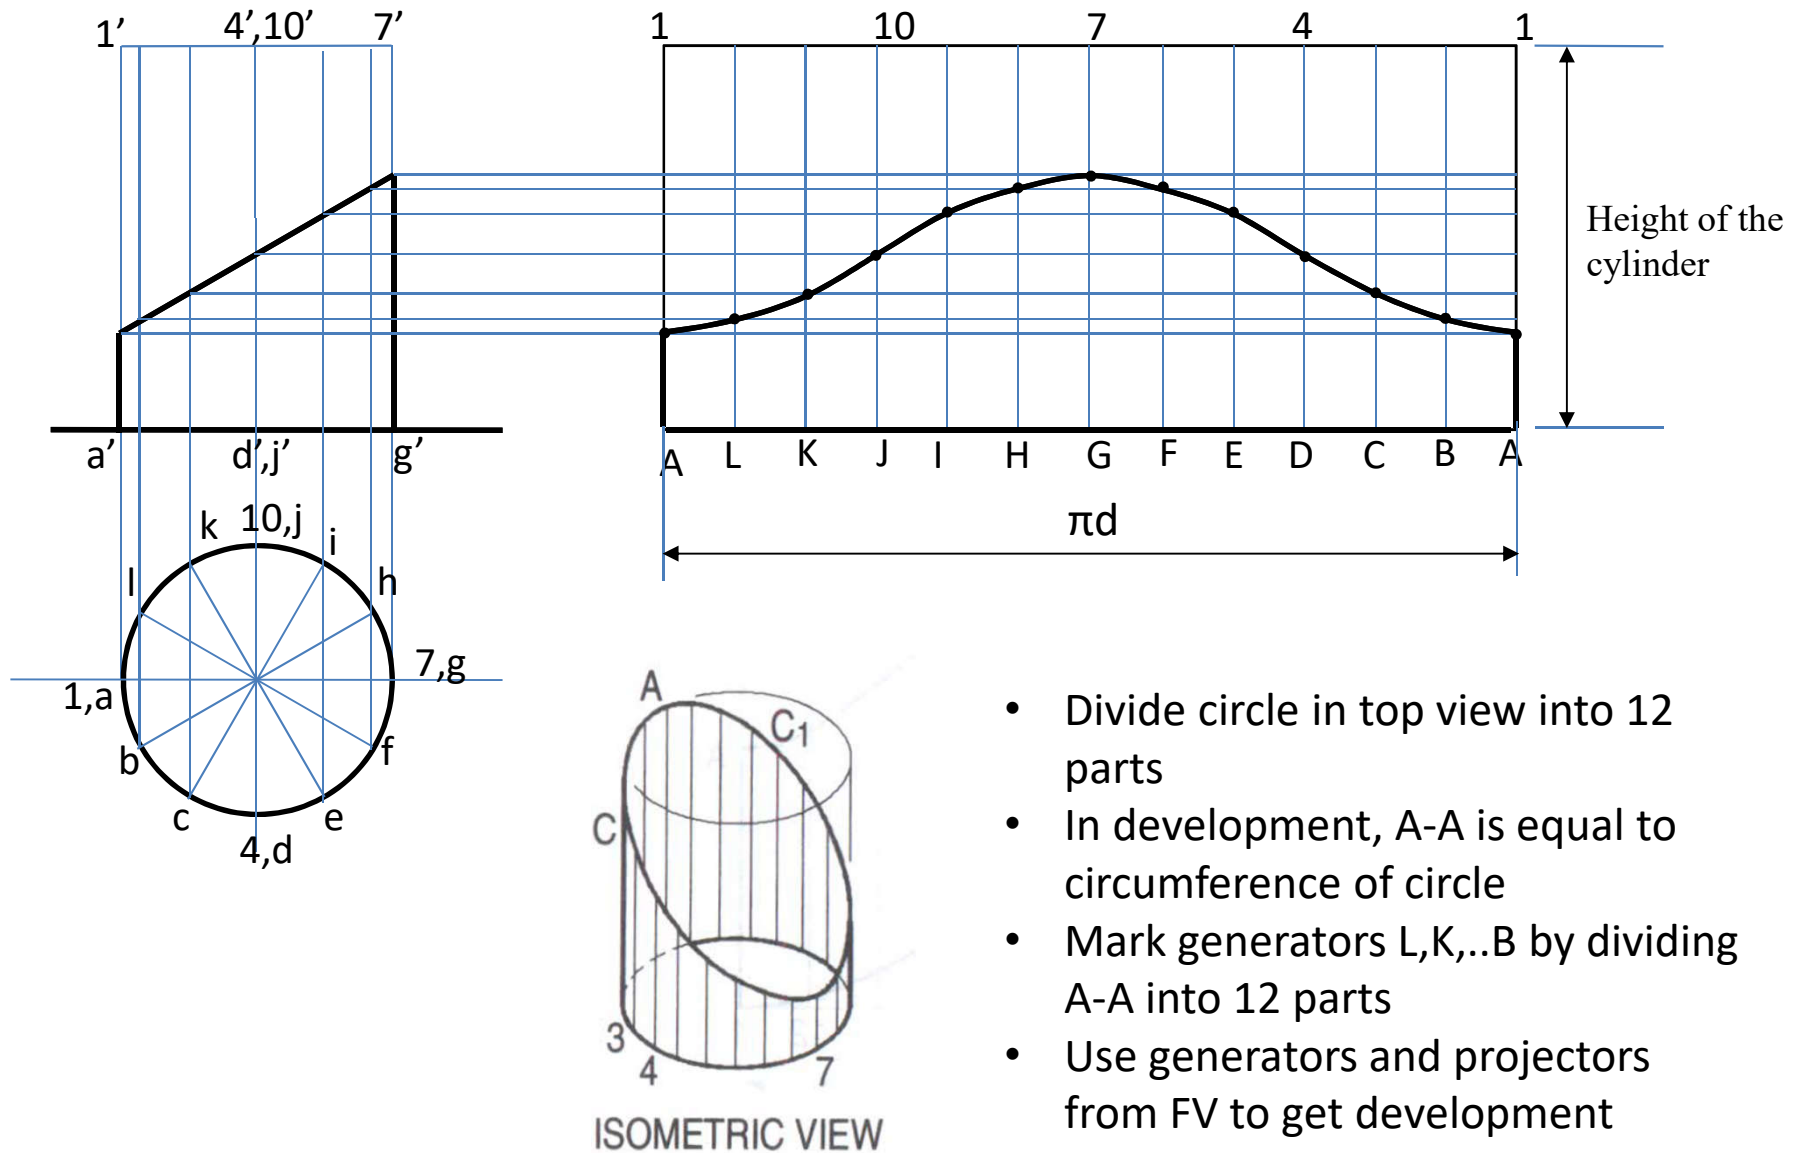 1’ 4’,10’ 7’ 1 10 7 4 1
Height of the
cylinder
a’ d’,j’ g’ A L K J I H G F E D C B A
πd
k 10,j i
l h
1,a 7,g
b f
c e
4,d
A
C1
C
3
4 7
ISOMETRIC VIEW
• Divide circle in top view into 12
parts
• In development, A-A is equal to
circumference of circle
• Mark generators L,K,..B by dividing
A-A into 12 parts
• Use generators and projectors
from FV to get development